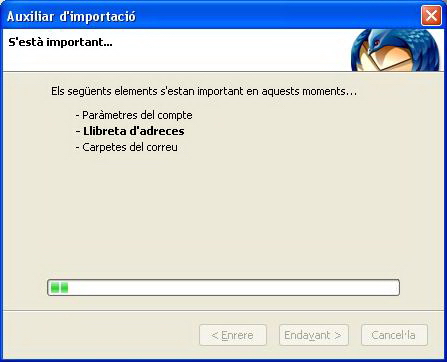 Auxiliar d'importació
S'està important...
Els següents elements s'estan important en aquests moments...
- Paràmetres del compte
- Llibreta d'adreces
- Carpetes del correu
< Enrere
Endavant >
Cancel·la